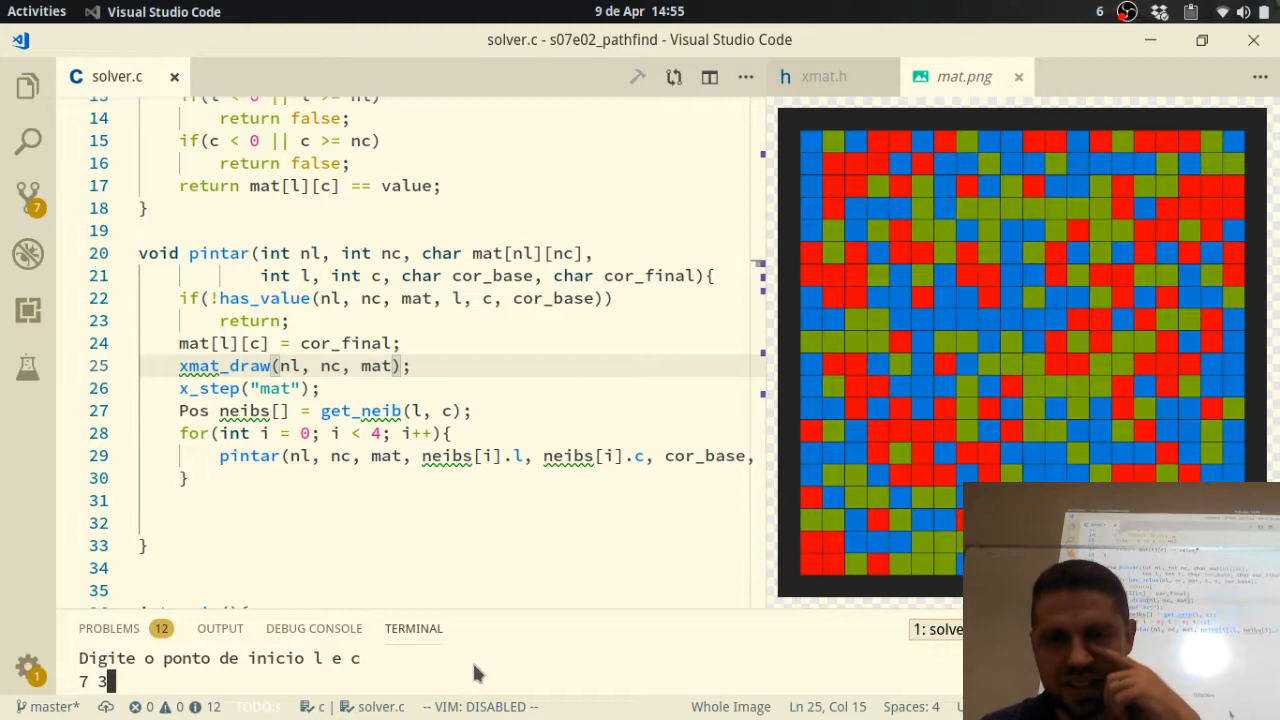 Activities Visual Studio Code 9 de Apr 14:55 6
solver.c - s07e02_pathfind - Visual Studio Code
C solver.c × h xmat.h mat.png ×
14 return false;
15 if(c < 0 || c >= nc)
16 return false;
17 return mat[l][c] == value;
18 }
19
20 void pintar(int nl, int nc, char mat[nl][nc],
21 int l, int c, char cor_base, char cor_final){
22 if(!has_value(nl, nc, mat, l, c, cor_base))
23 return;
24 mat[l][c] = cor_final;
25 xmat_draw(nl, nc, mat);
26 x_step("mat");
27 Pos neibs[] = get_neib(l, c);
28 for(int i = 0; i < 4; i++){
29 pintar(nl, nc, mat, neibs[i].l, neibs[i].c, cor_base,
30 }
31
32
33 }
34
35
7
PROBLEMS 12 OUTPUT DEBUG CONSOLE TERMINAL 1: solve
Digite o ponto de inicio l e c
7 3
1
master* 0 0 12 TODO: c | solver.c -- VIM: DISABLED -- Whole Image Ln 25, Col 15 Spaces: 4